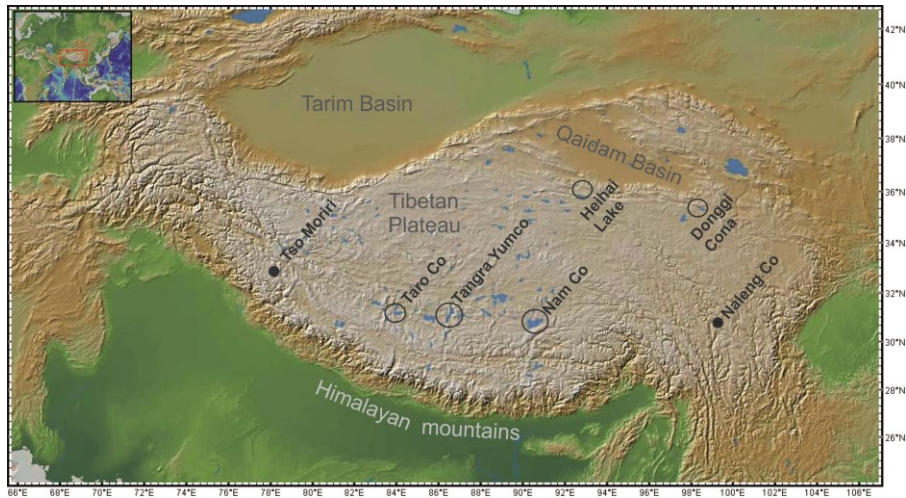 42°N
40°N
Tarim Basin
38°N
Qaidam Basin
36°N
Tibetan
Plateau
Heihai
Lake
Donggi
Cona
34°N
Tso Moriri
Taro Co
Tangra Yumco
Nam Co
Naleng Co
32°N
30°N
28°N
Himalayan mountains
26°N
66°E 68°E 70°E 72°E 74°E 76°E 78°E 80°E 82°E 84°E 86°E 88°E 90°E 92°E 94°E 96°E 98°E 100°E 102°E 104°E 106°E